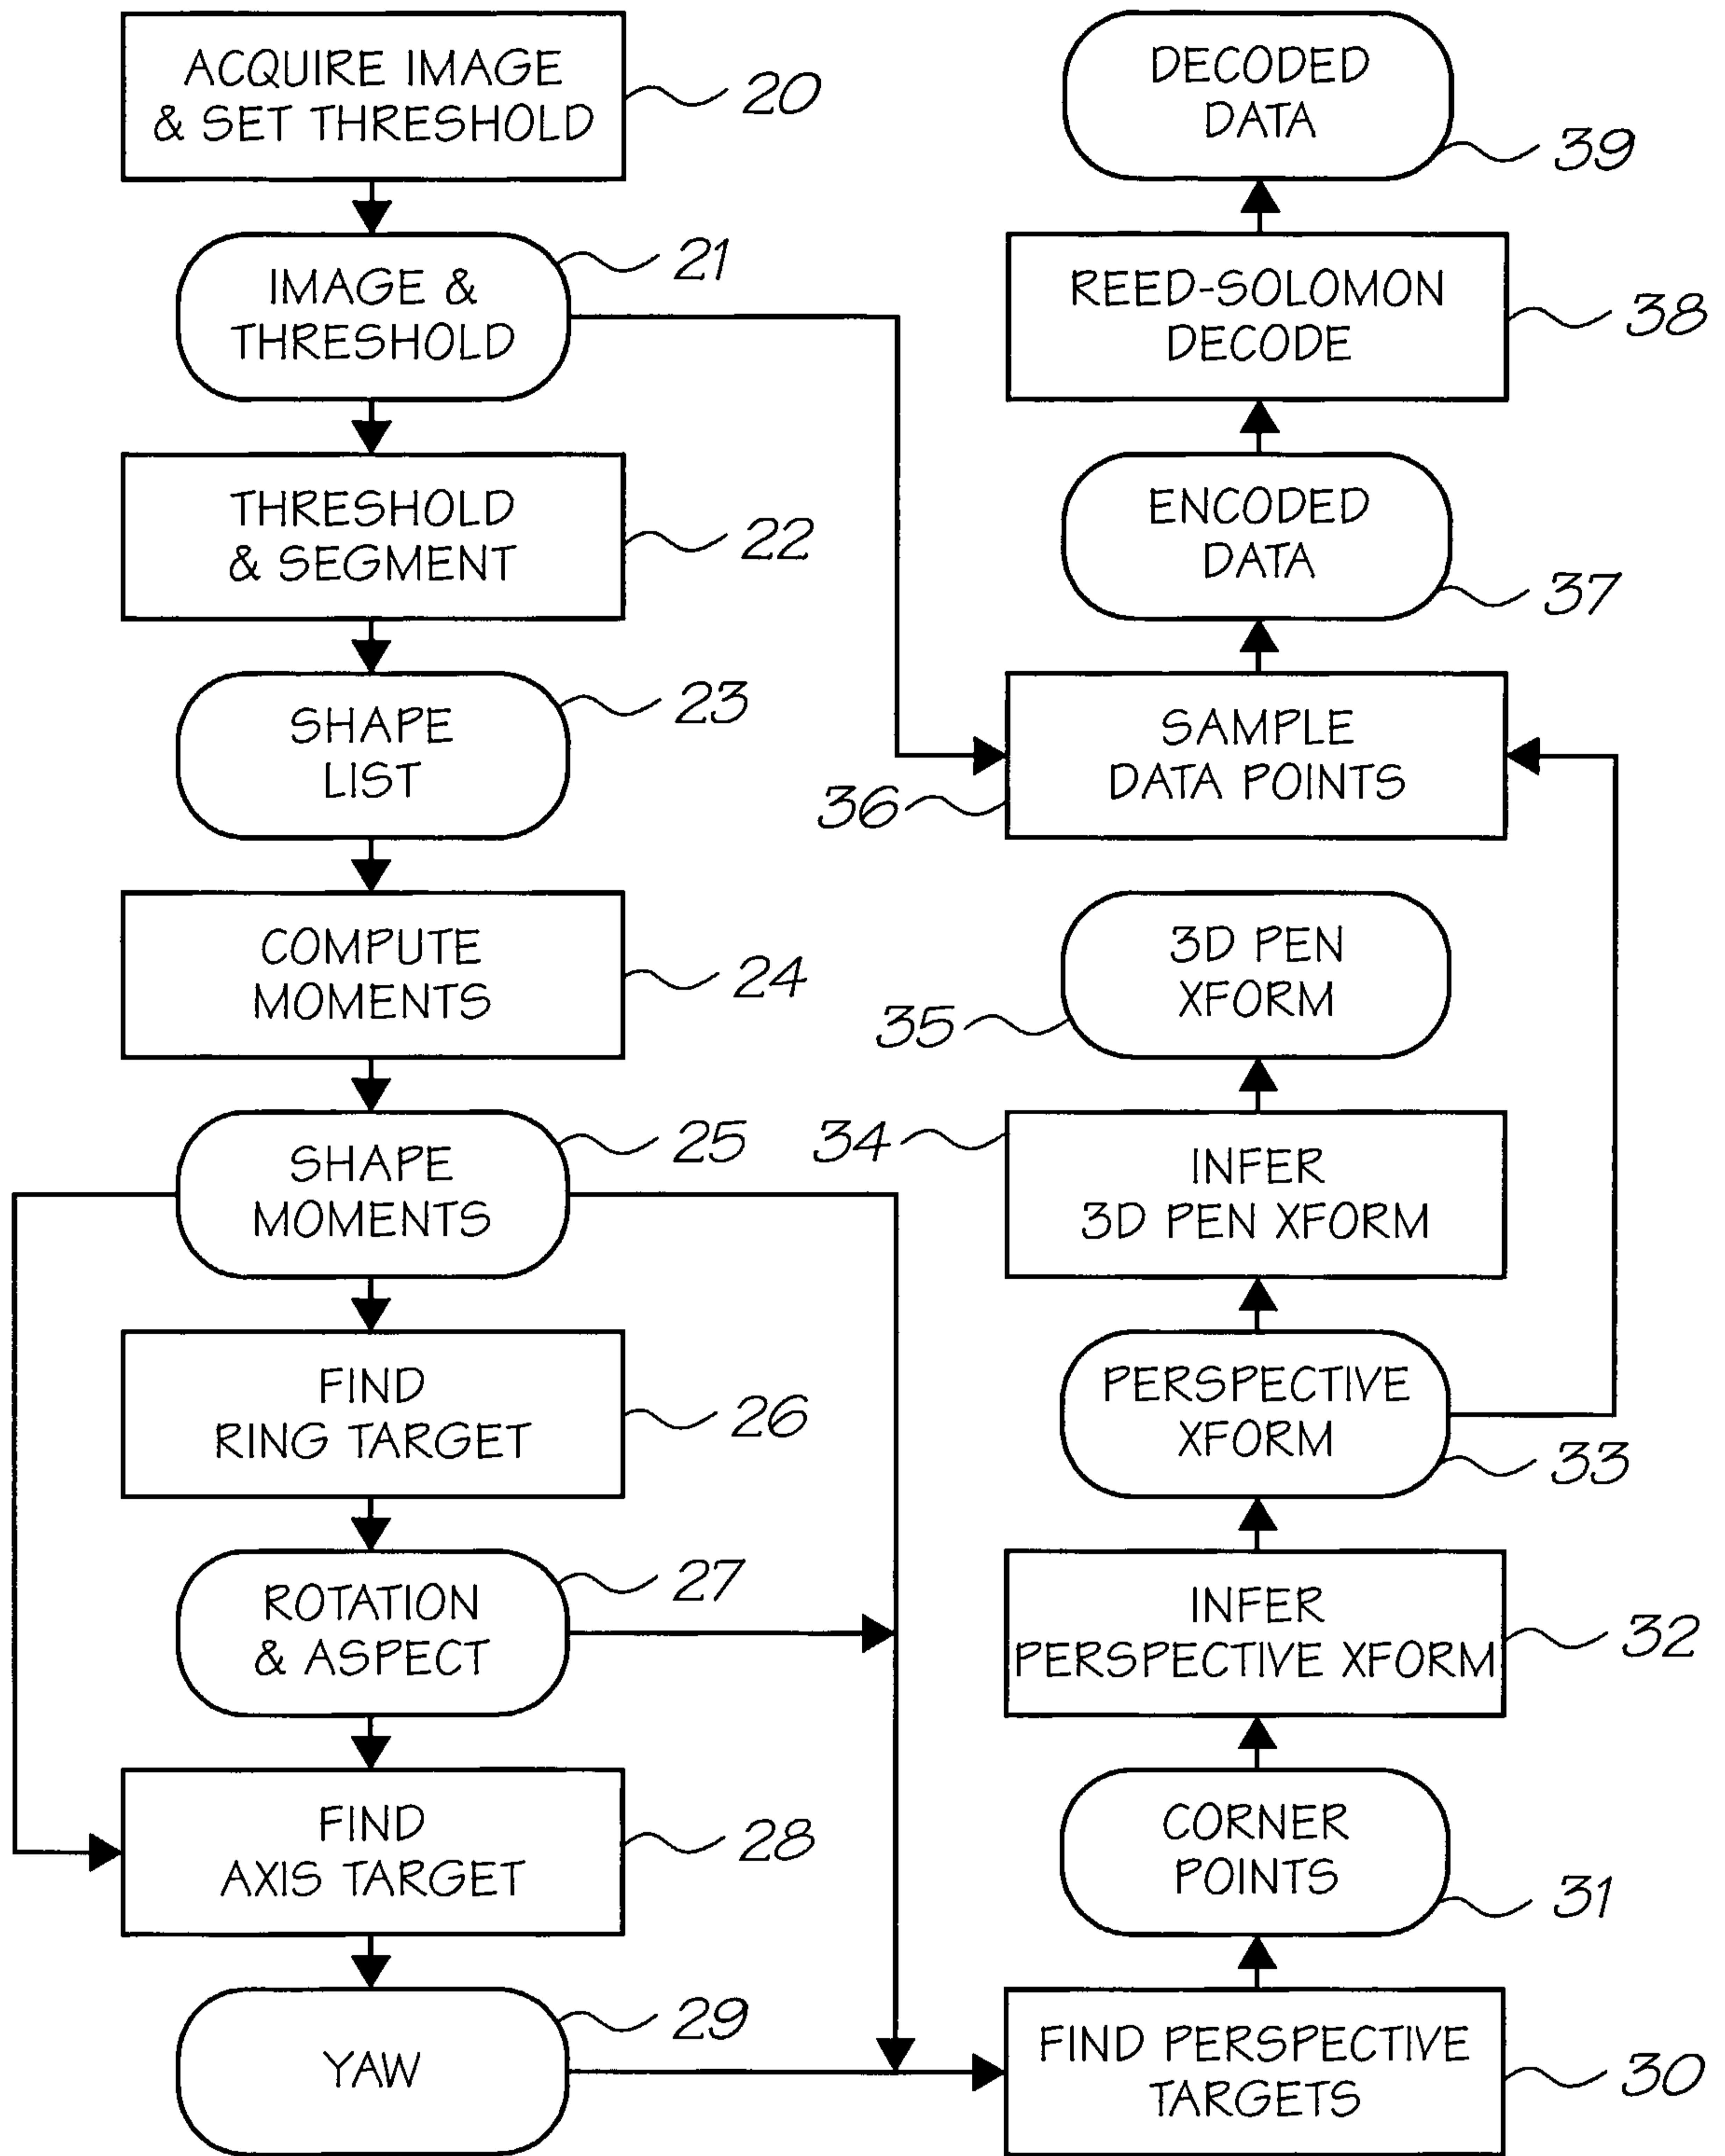 ACQUIRE IMAGE
& SET THRESHOLD
20
IMAGE &
THRESHOLD
21
THRESHOLD
& SEGMENT
22
SHAPE
LIST
23
COMPUTE
MOMENTS
24
SHAPE
MOMENTS
25
FIND
RING TARGET
26
ROTATION
& ASPECT
27
FIND
AXIS TARGET
28
YAW
29
DECODED
DATA
39
REED-SOLOMON
DECODE
38
ENCODED
DATA
37
SAMPLE
DATA POINTS
36
3D PEN
XFORM
35
INFER
3D PEN XFORM
34
PERSPECTIVE
XFORM
33
INFER
PERSPECTIVE XFORM
32
CORNER
POINTS
31
FIND PERSPECTIVE
TARGETS
30